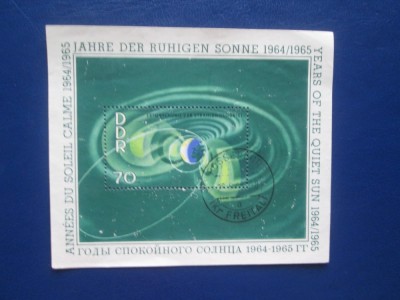 JAHRE DER RUHIGEN SONNE 1964/1965
YEARS OF THE QUIET SUN 1964/1965
ГОДЫ СПОКОЙНОГО СОЛНЦА 1964-1965 ГГ
ANNÉES DU SOLEIL CALME 1964/1965
DDR
70
FREITAL